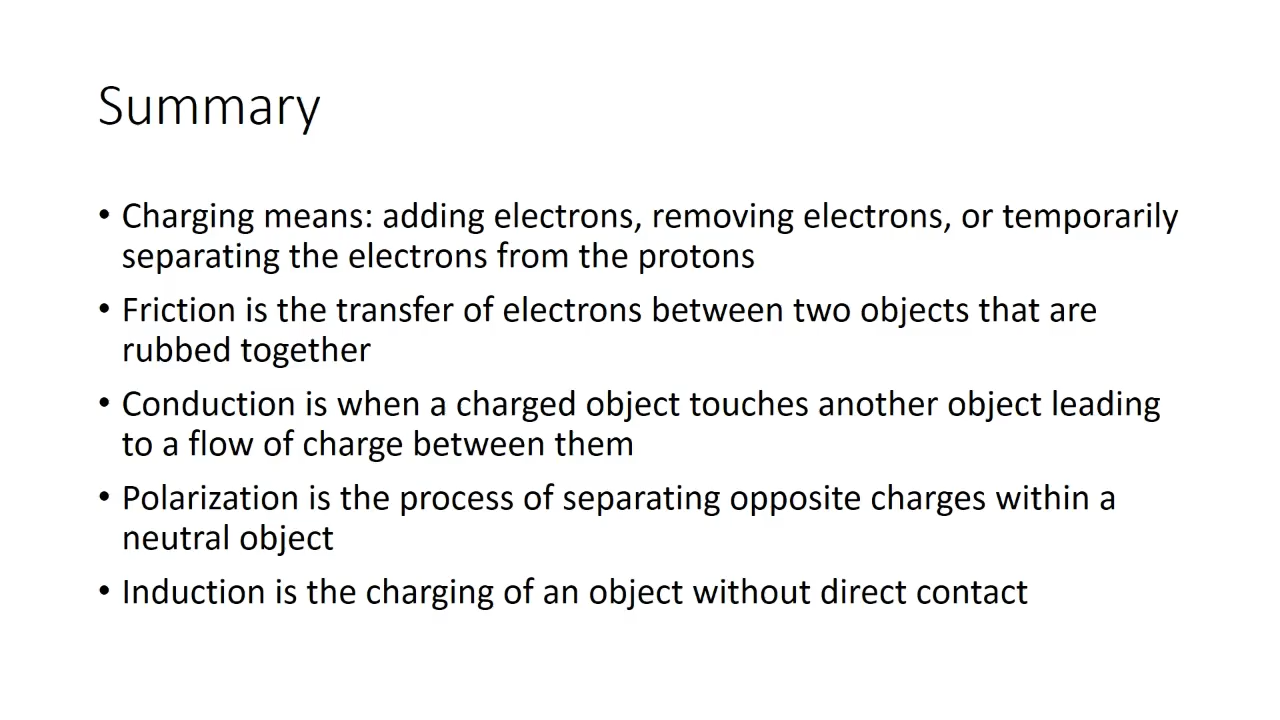 Summary
• Charging means: adding electrons, removing electrons, or temporarily
separating the electrons from the protons
• Friction is the transfer of electrons between two objects that are
rubbed together
• Conduction is when a charged object touches another object leading
to a flow of charge between them
• Polarization is the process of separating opposite charges within a
neutral object
• Induction is the charging of an object without direct contact